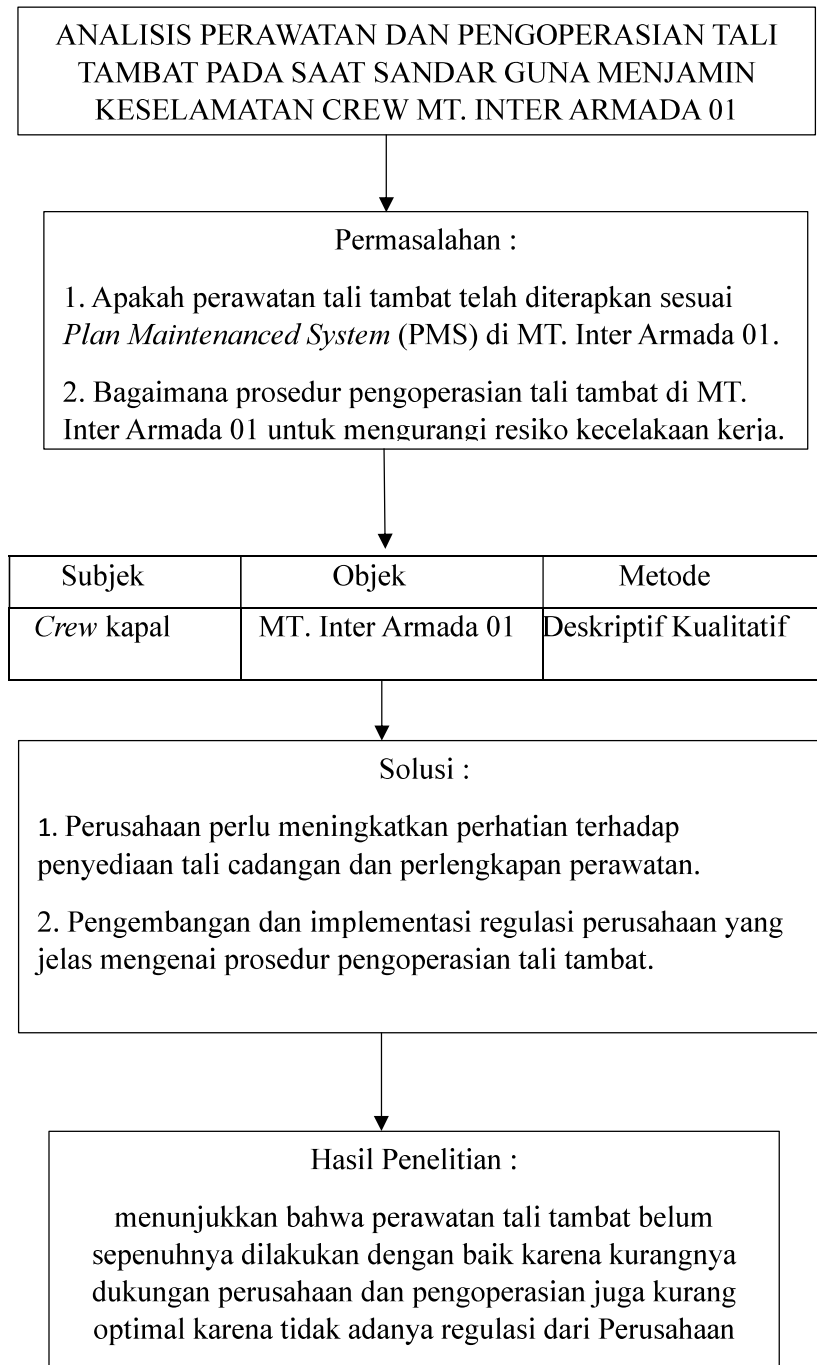 ANALISIS PERAWATAN DAN PENGOPERASIAN TALI
TAMBAT PADA SAAT SANDAR GUNA MENJAMIN
KESELAMATAN CREW MT. INTER ARMADA 01
Permasalahan :
1. Apakah perawatan tali tambat telah diterapkan sesuai
Plan Maintenanced System (PMS) di MT. Inter Armada 01.
2. Bagaimana prosedur pengoperasian tali tambat di MT.
Inter Armada 01 untuk mengurangi resiko kecelakaan kerja.
Subjek Objek Metode
Crew kapal MT. Inter Armada 01 Deskriptif Kualitatif
Solusi :
1. Perusahaan perlu meningkatkan perhatian terhadap
penyediaan tali cadangan dan perlengkapan perawatan.
2. Pengembangan dan implementasi regulasi perusahaan yang
jelas mengenai prosedur pengoperasian tali tambat.
Hasil Penelitian :
menunjukkan bahwa perawatan tali tambat belum
sepenuhnya dilakukan dengan baik karena kurangnya
dukungan perusahaan dan pengoperasian juga kurang
optimal karena tidak adanya regulasi dari Perusahaan